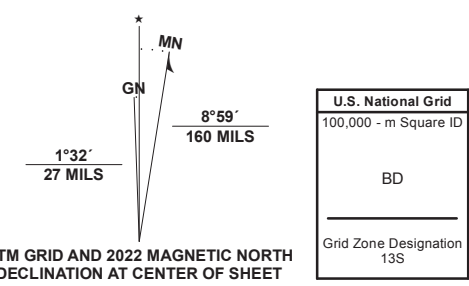 ★
MN
GN
8°59´
160 MILS
1°32´
27 MILS
TM GRID AND 2022 MAGNETIC NORTH
DECLINATION AT CENTER OF SHEET
U.S. National Grid
100,000 - m Square ID
BD
Grid Zone Designation
13S